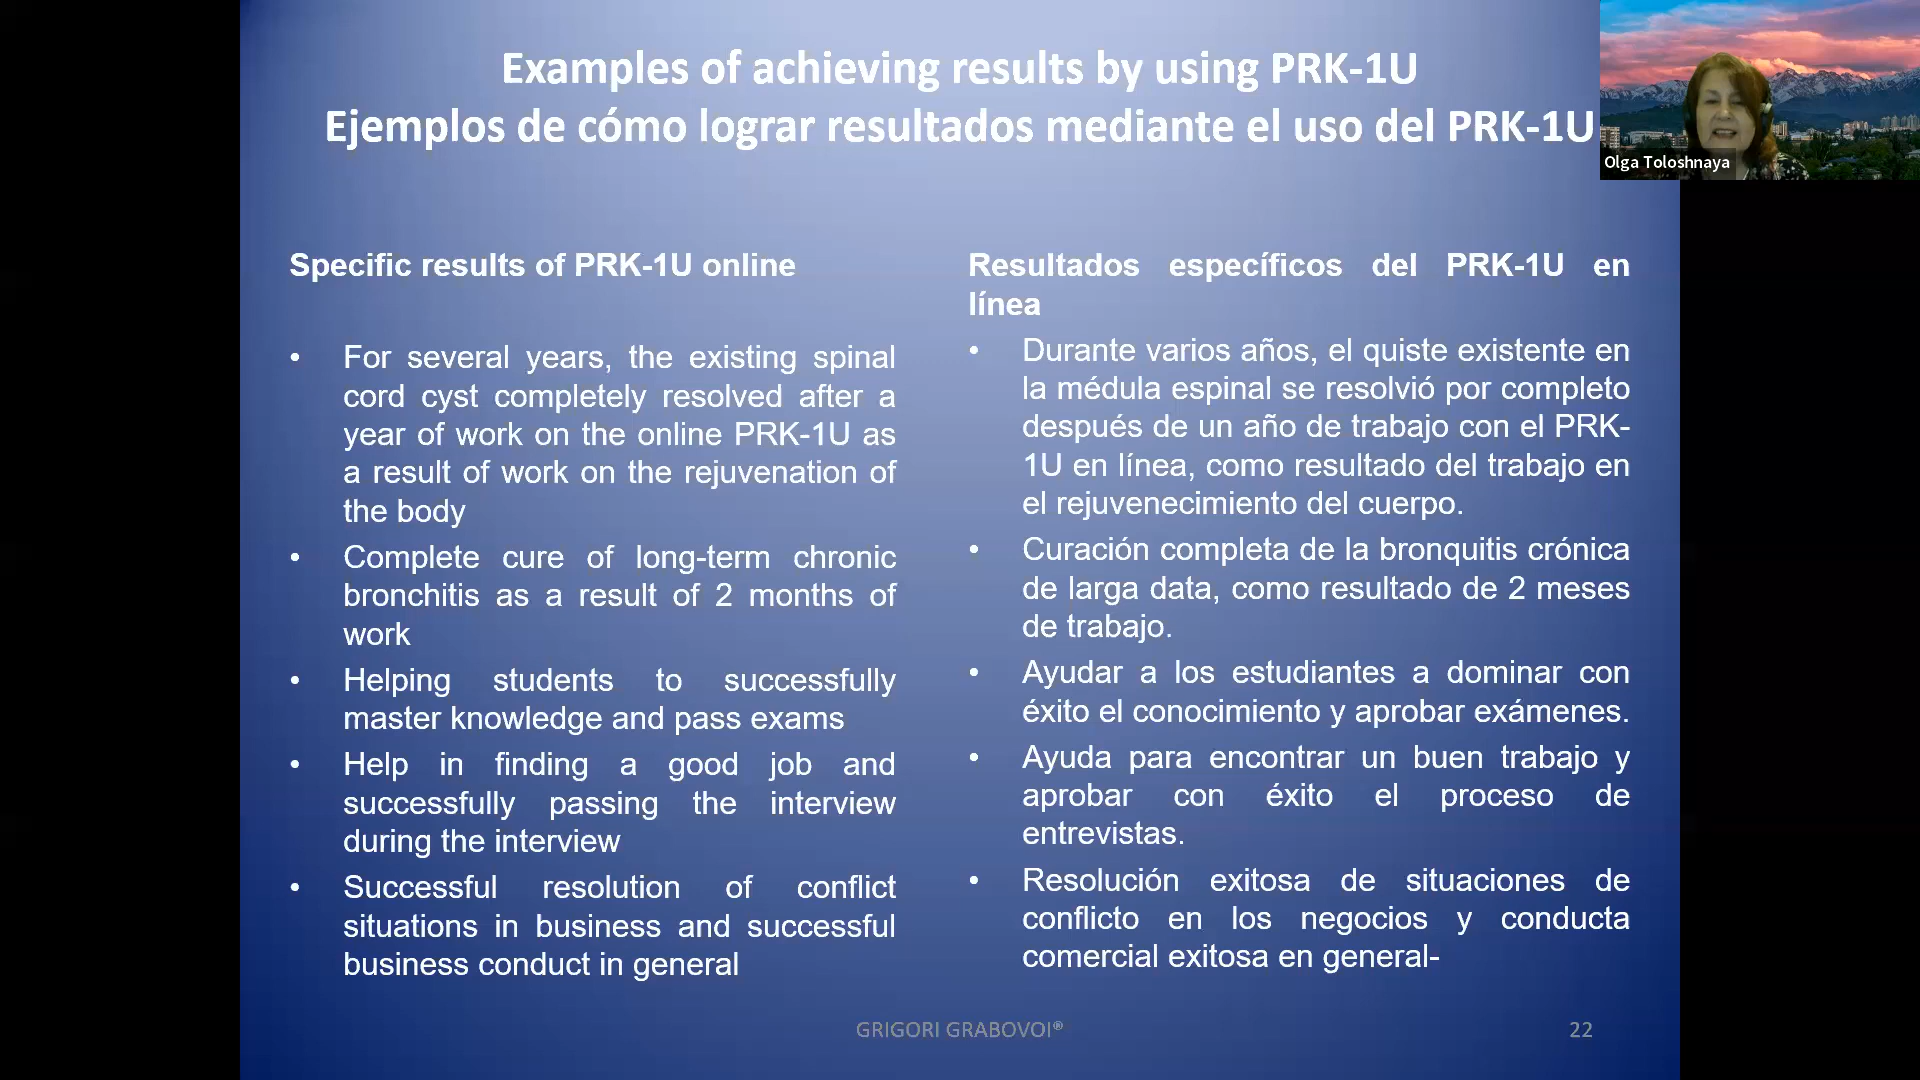 Examples of achieving results by using PRK-1U
Ejemplos de cómo lograr resultados mediante el uso del PRK-1U
Olga Toloshnaya
Specific results of PRK-1U online
• For several years, the existing spinal
cord cyst completely resolved after a
year of work on the online PRK-1U as
a result of work on the rejuvenation of
the body
• Complete cure of long-term chronic
bronchitis as a result of 2 months of
work
• Helping students to successfully
master knowledge and pass exams
• Help in finding a good job and
successfully passing the interview
during the interview
• Successful resolution of conflict
situations in business and successful
business conduct in general
Resultados específicos del PRK-1U en
línea
• Durante varios años, el quiste existente en
la médula espinal se resolvió por completo
después de un año de trabajo con el PRK-
1U en línea, como resultado del trabajo en
el rejuvenecimiento del cuerpo.
• Curación completa de la bronquitis crónica
de larga data, como resultado de 2 meses
de trabajo.
• Ayudar a los estudiantes a dominar con
éxito el conocimiento y aprobar exámenes.
• Ayuda para encontrar un buen trabajo y
aprobar con éxito el proceso de
entrevistas.
• Resolución exitosa de situaciones de
conflicto en los negocios y conducta
comercial exitosa en general-
GRIGORI GRABOVOI®
22